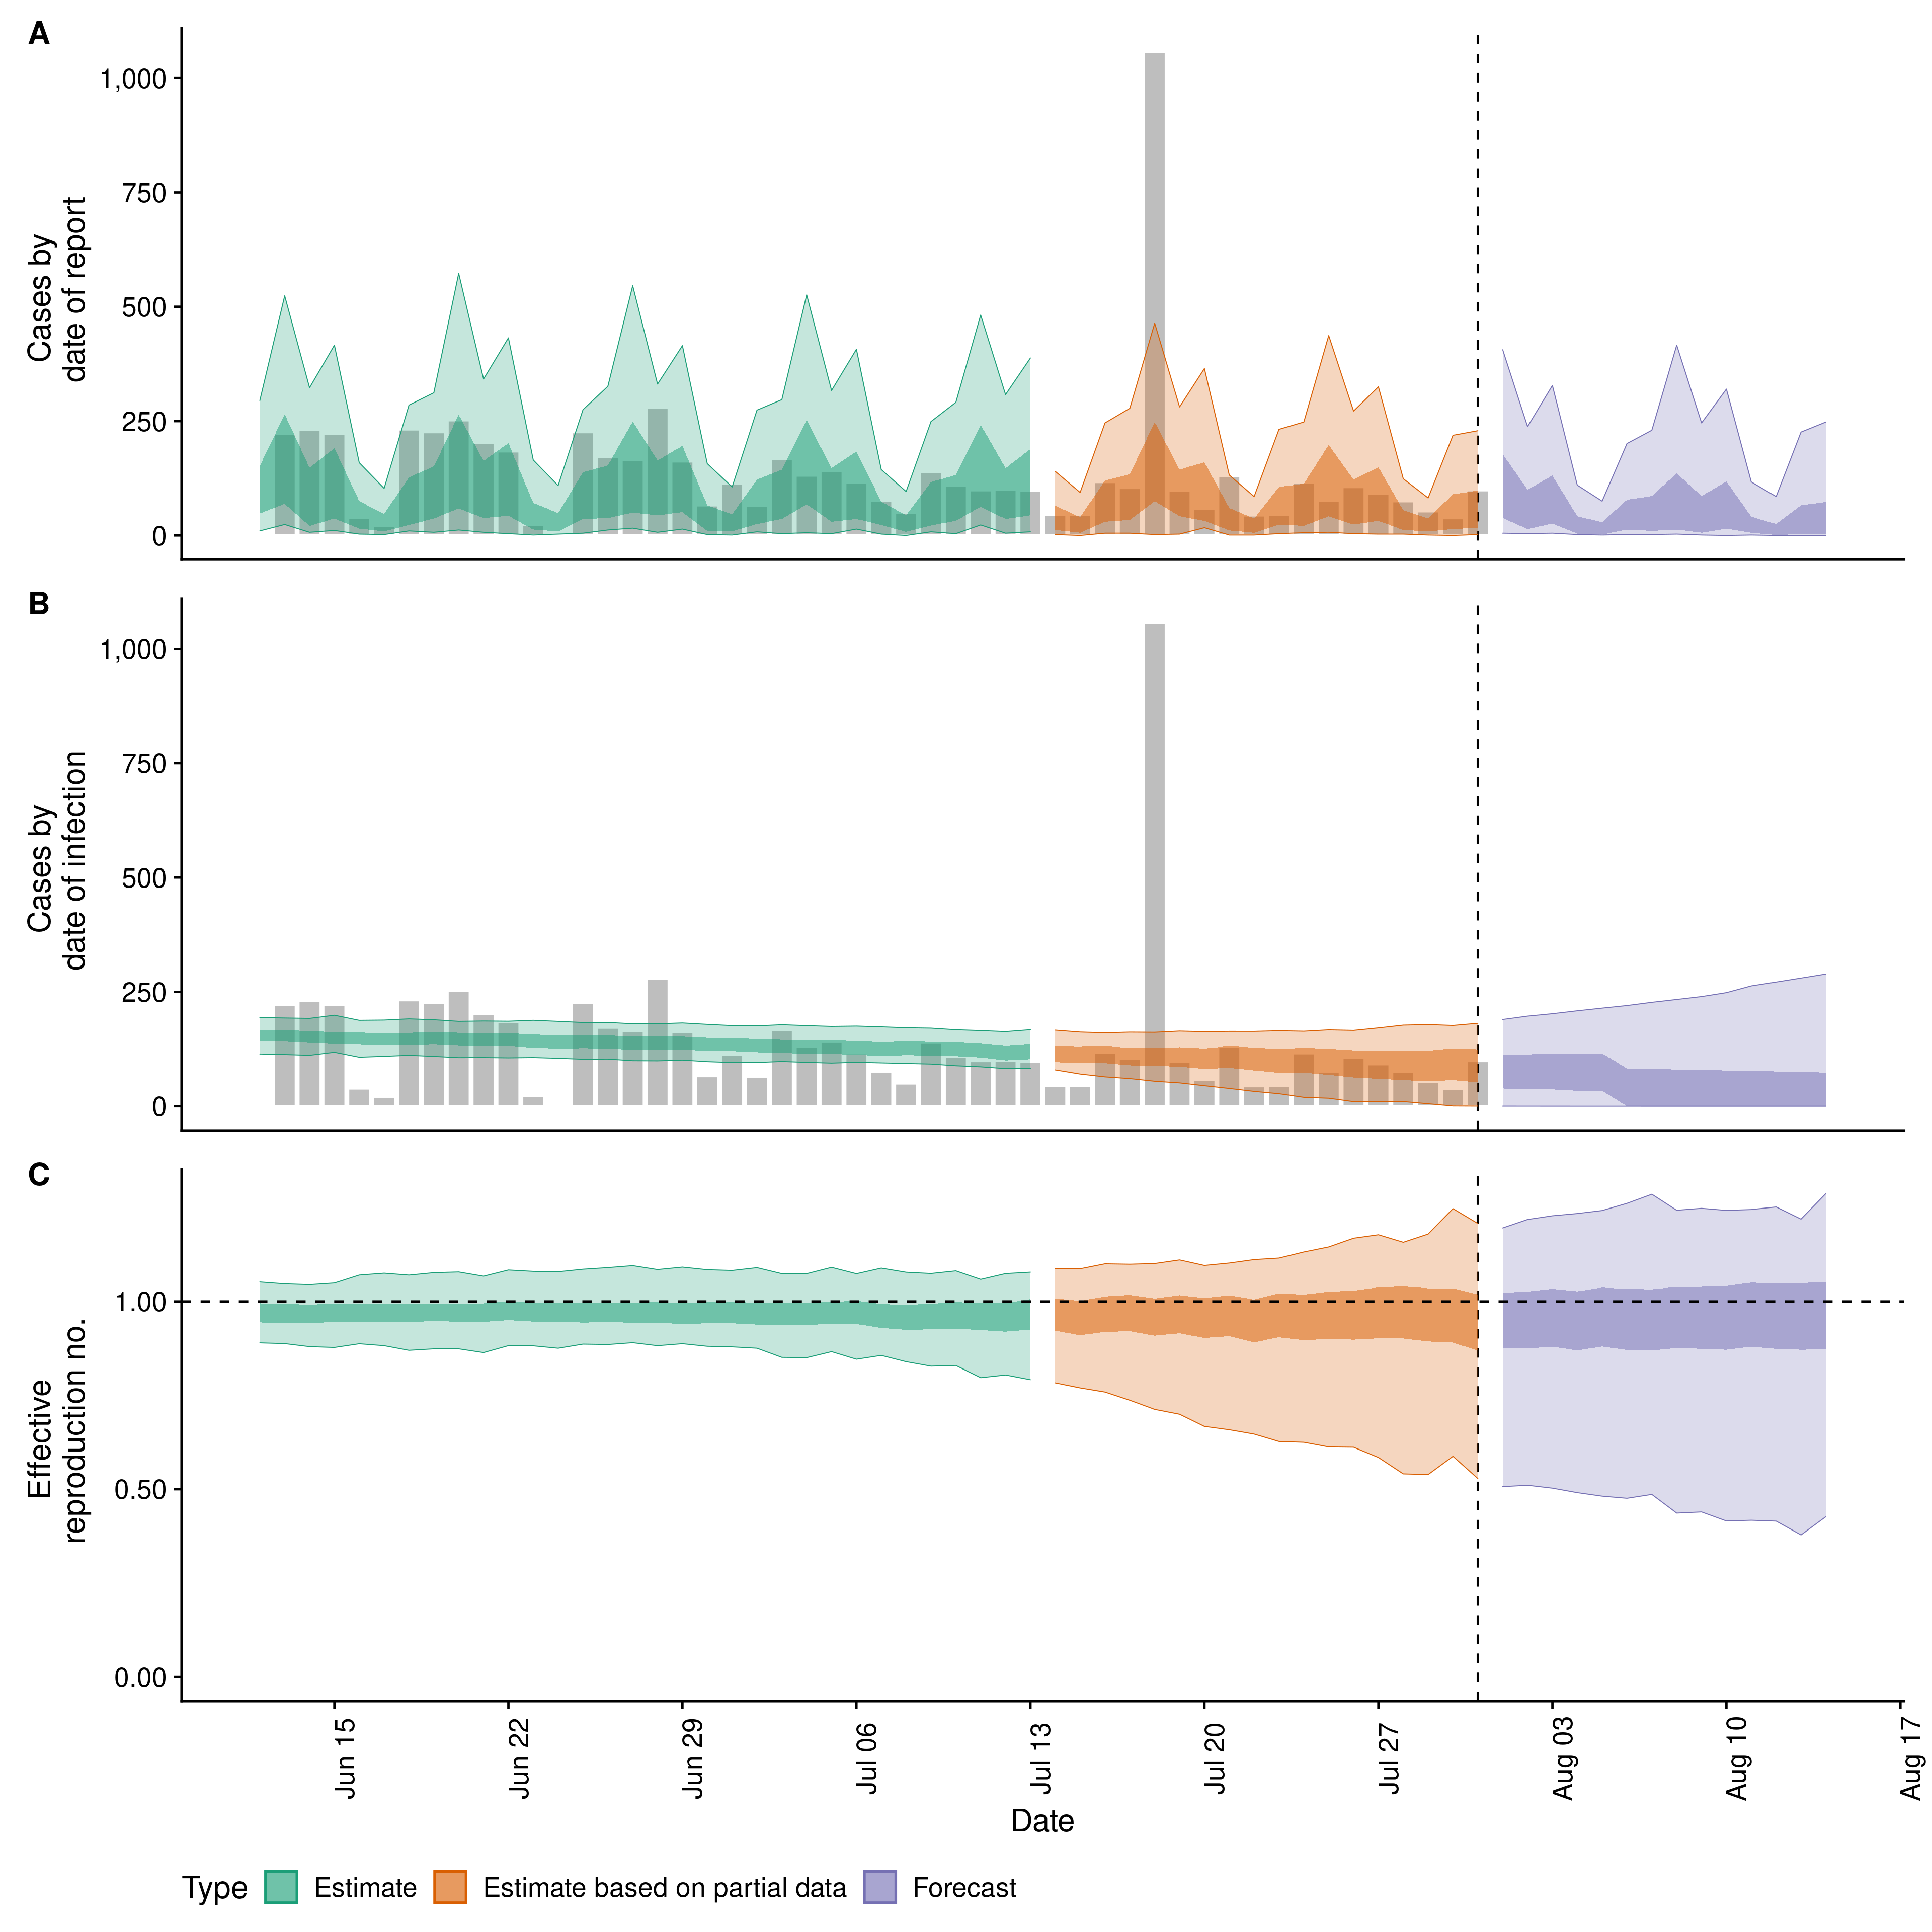 A
Cases by
date of report
1,000
750
500
250
0
B
Cases by
date of infection
1,000
750
500
250
0
C
Effective
reproduction no.
1.00
0.50
0.00
Jun 15
Jun 22
Jun 29
Jul 06
Jul 13
Jul 20
Jul 27
Aug 03
Aug 10
Aug 17
Date
Type Estimate Estimate based on partial data Forecast